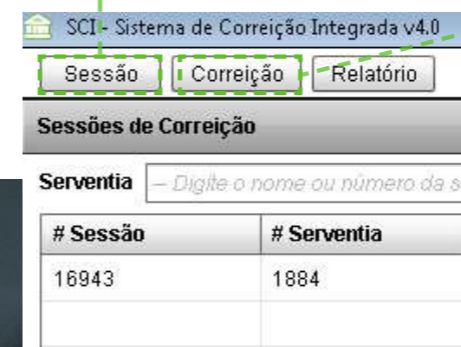 SCI - Sistema de Correição Integrada v4.0
Sessão Correição Relatório
Sessões de Correição
Serventia -- Digite o nome ou número da s
# Sessão # Serventia
16943 1884